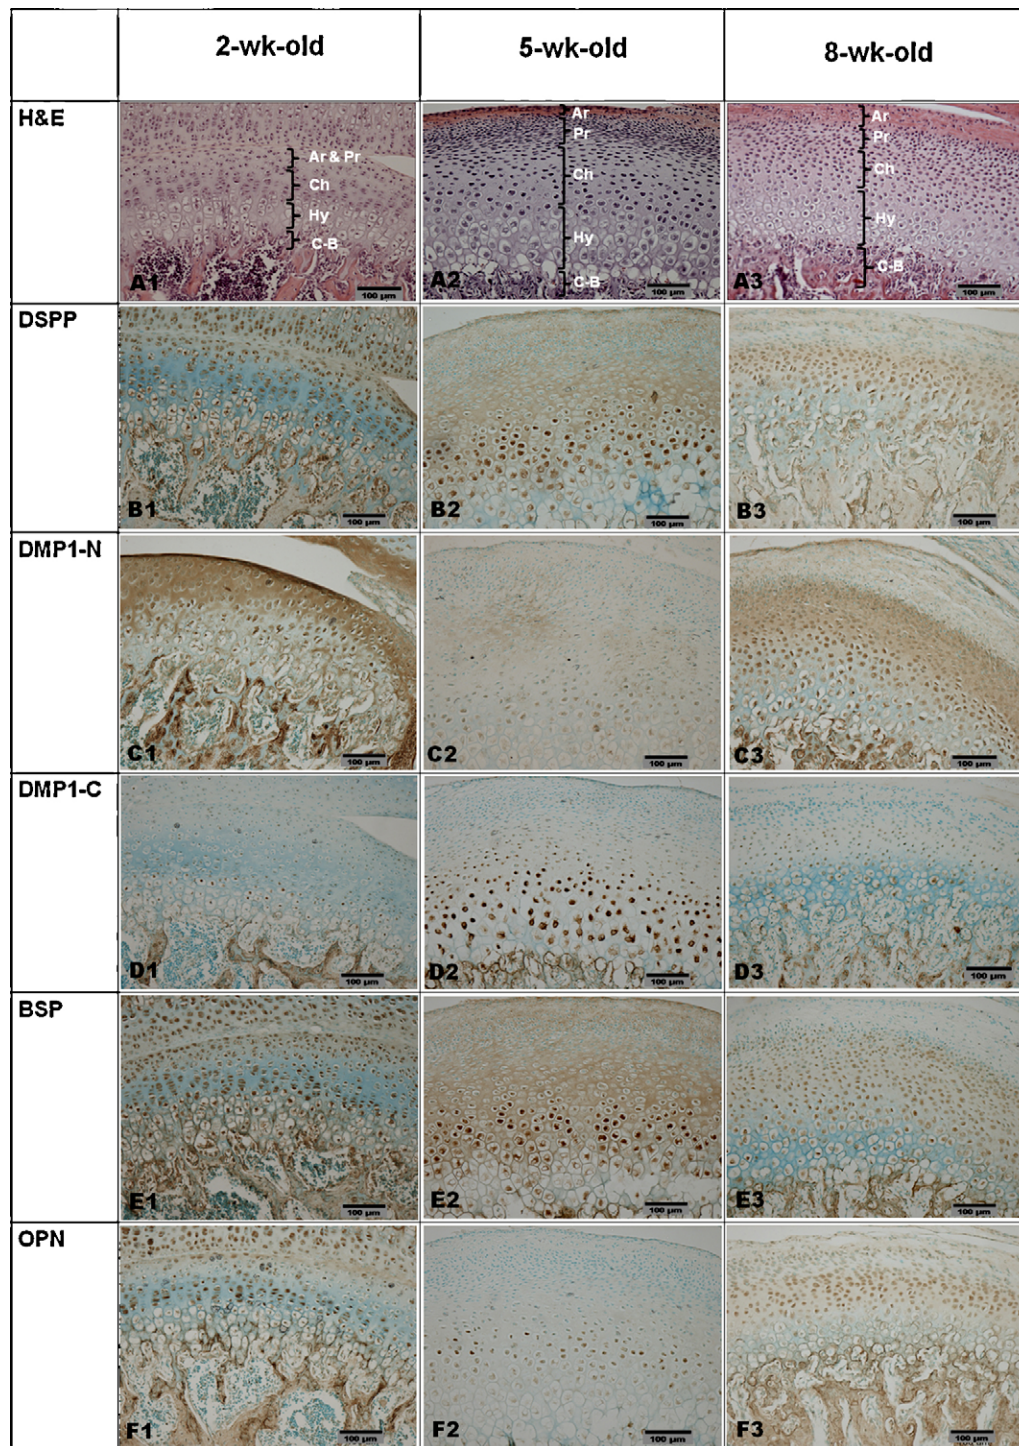 2-wk-old 5-wk-old 8-wk-old
H&E
Ar & Pr
Ch
Hy
C-B
A1
100 µm
Ar
Pr
Ch
Hy
C-B
A2
100 µm
Ar
Pr
Ch
Hy
C-B
A3
100 µm
DSPP
B1
100 µm
B2
100 µm
B3
100 µm
DMP1-N
C1
100 µm
C2
100 µm
C3
100 µm
DMP1-C
D1
100 µm
D2
100 µm
D3
100 µm
BSP
E1
100 µm
E2
100 µm
E3
100 µm
OPN
F1
100 µm
F2
100 µm
F3
100 µm